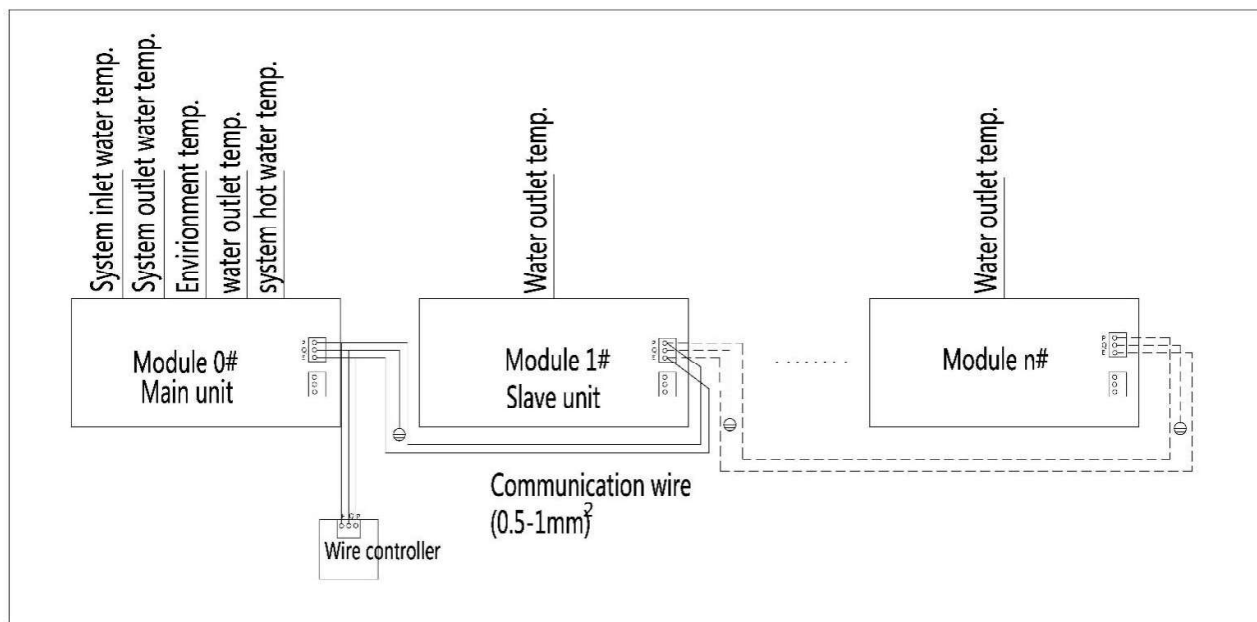 System inlet water temp.
System outlet water temp.
Envirionment temp.
water outlet temp.
system hot water temp.
Water outlet temp.
Water outlet temp.
Module 0#
Main unit
P
Q
E
Module 1#
Slave unit
P
Q
E
.......
Module n#
P
Q
E
Communication wire
(0.5-1mm)²
Wire controller